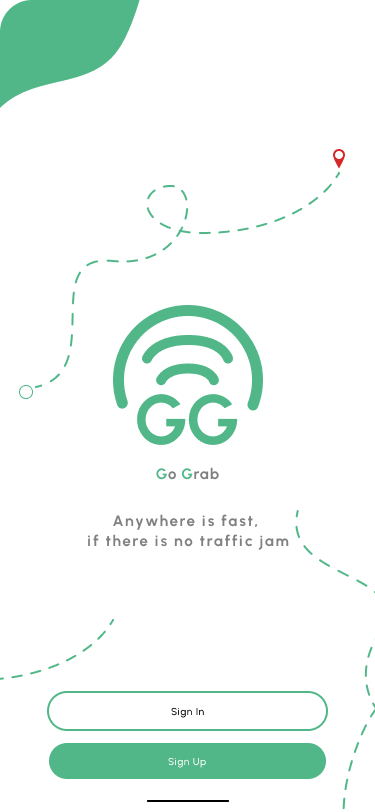 GG
Go Grab
Anywhere is fast,
if there is no traffic jam
Sign In
Sign Up